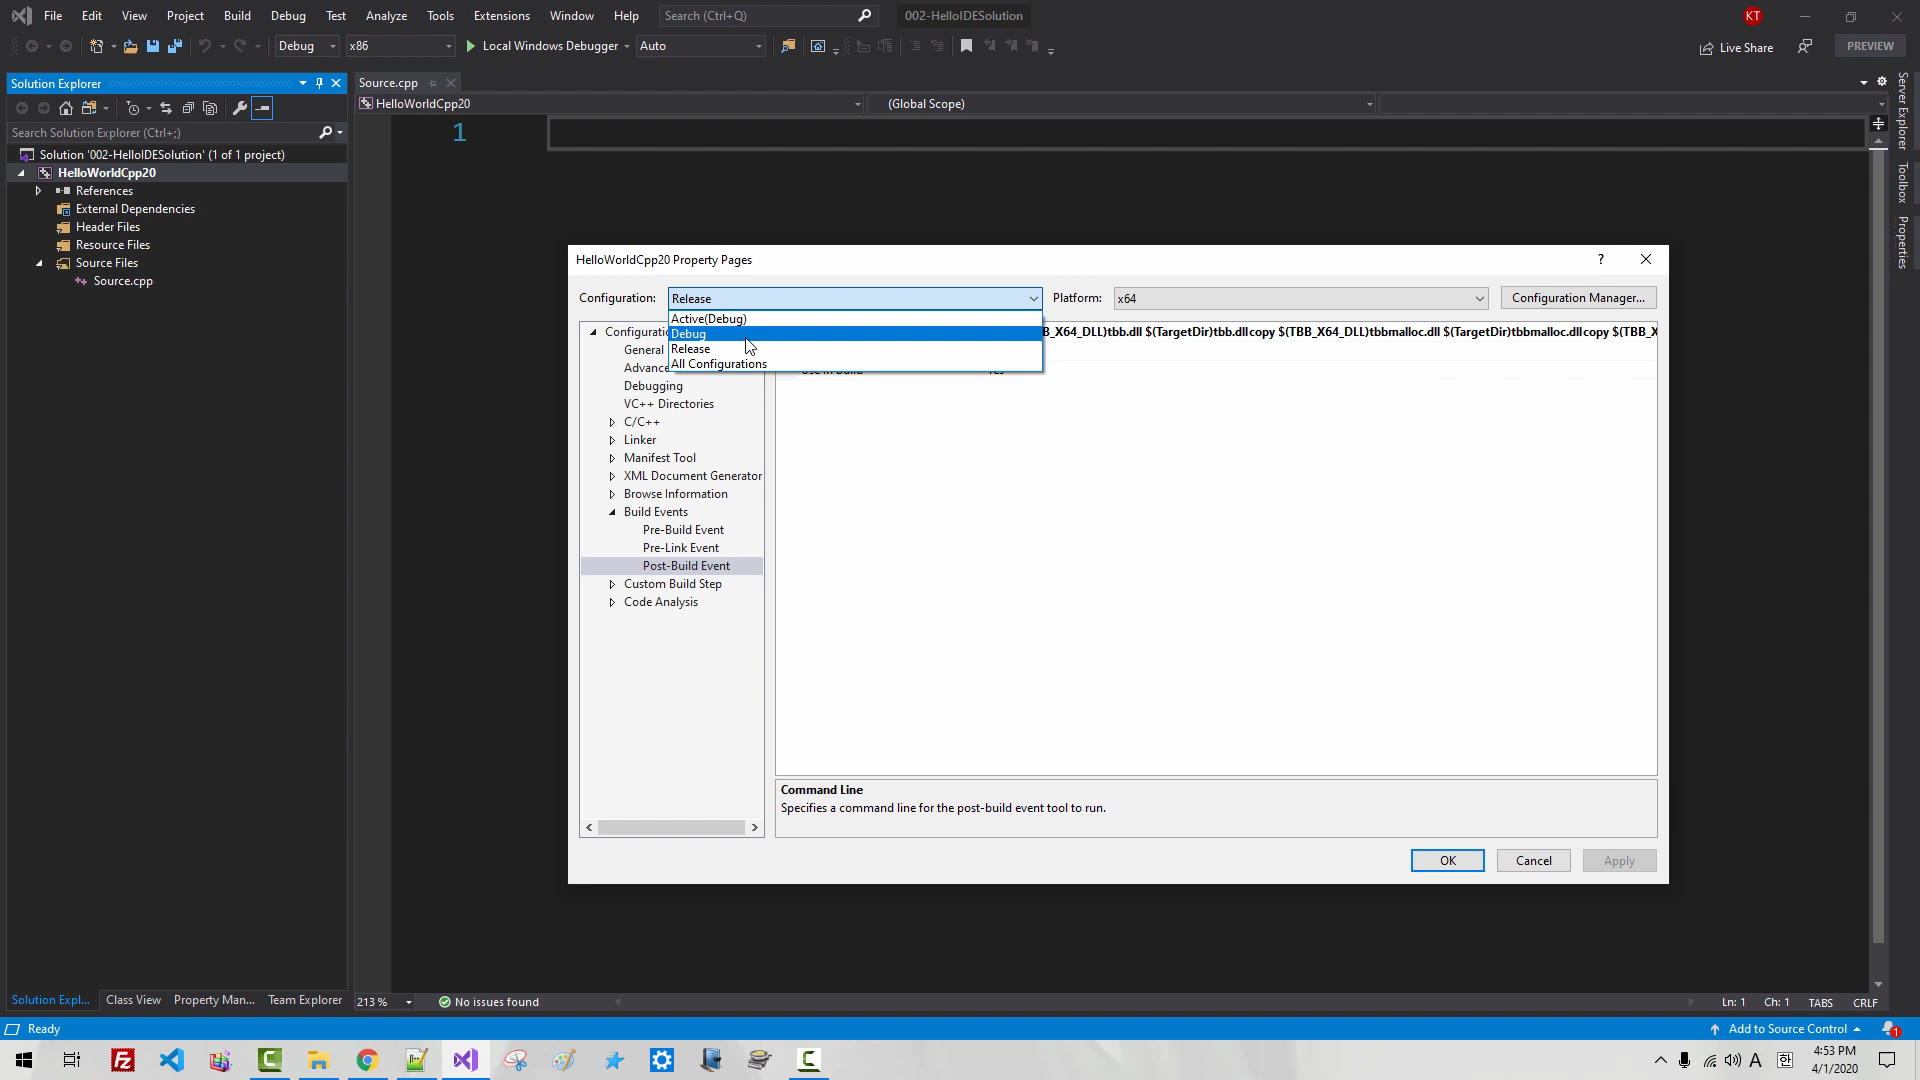 File Edit View Project Build Debug Test Analyze Tools Extensions Window Help Search (Ctrl+Q) 002-HelloIDESolution KT
Debug x86 Local Windows Debugger Auto Live Share PREVIEW
Solution Explorer
Source.cpp
HelloWorldCpp20 (Global Scope)
Search Solution Explorer (Ctrl+;)
1
Solution '002-HelloIDESolution' (1 of 1 project)
HelloWorldCpp20
References
External Dependencies
Header Files
Resource Files
Source Files
Source.cpp
Server Explorer
Toolbox
Properties
HelloWorldCpp20 Property Pages ?
Configuration: Release Platform: x64 Configuration Manager...
Active(Debug)
Debug
Release
All Configurations
Configuratio
General
Advance
Debugging
VC++ Directories
C/C++
Linker
Manifest Tool
XML Document Generator
Browse Information
Build Events
Pre-Build Event
Pre-Link Event
Post-Build Event
Custom Build Step
Code Analysis
B_X64_DLL)tbb.dll $(TargetDir)tbb.dllcopy $(TBB_X64_DLL)tbbmalloc.dll $(TargetDir)tbbmalloc.dllcopy $(TBB_X
Use In Build Yes
Command Line
Specifies a command line for the post-build event tool to run.
OK Cancel Apply
Solution Expl... Class View Property Man... Team Explorer
213 % No issues found Ln: 1 Ch: 1 TABS CRLF
Ready Add to Source Control 1
A 한 4:53 PM
4/1/2020